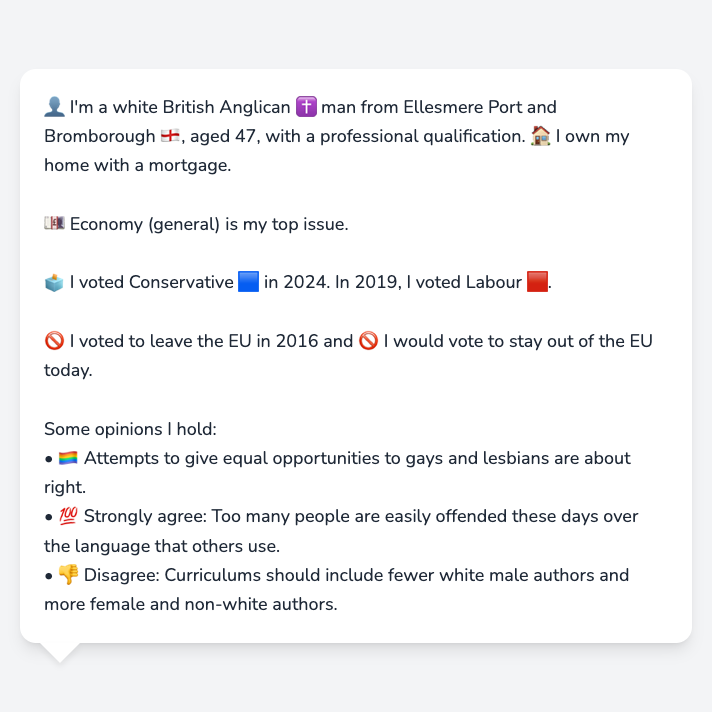 👤 I'm a white British Anglican ✝️ man from Ellesmere Port and
Bromborough 🏴󠁧󠁢󠁥󠁮󠁧󠁿, aged 47, with a professional qualification. 🏠 I own my
home with a mortgage.
💷 Economy (general) is my top issue.
🗳️ I voted Conservative 🟦 in 2024. In 2019, I voted Labour 🟥.
🚫 I voted to leave the EU in 2016 and 🚫 I would vote to stay out of the EU
today.
Some opinions I hold:
• 🏳️‍🌈 Attempts to give equal opportunities to gays and lesbians are about
right.
• 💯 Strongly agree: Too many people are easily offended these days over
the language that others use.
• 👎 Disagree: Curriculums should include fewer white male authors and
more female and non-white authors.